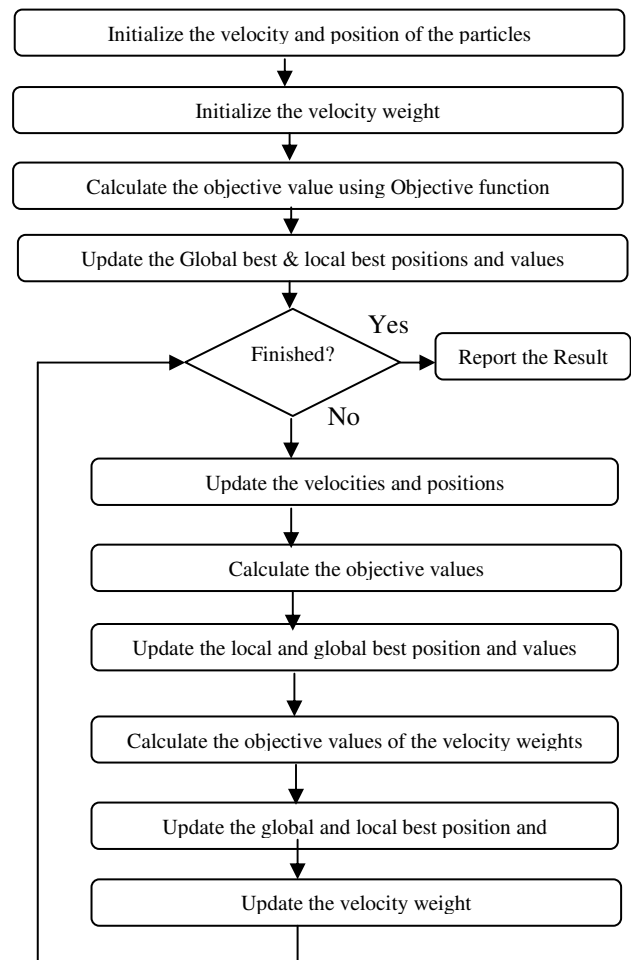 Initialize the velocity and position of the particles
Initialize the velocity weight
Calculate the objective value using Objective function
Update the Global best & local best positions and values
Yes
Finished?
Report the Result
No
Update the velocities and positions
Calculate the objective values
Update the local and global best position and values
Calculate the objective values of the velocity weights
Update the global and local best position and
Update the velocity weight